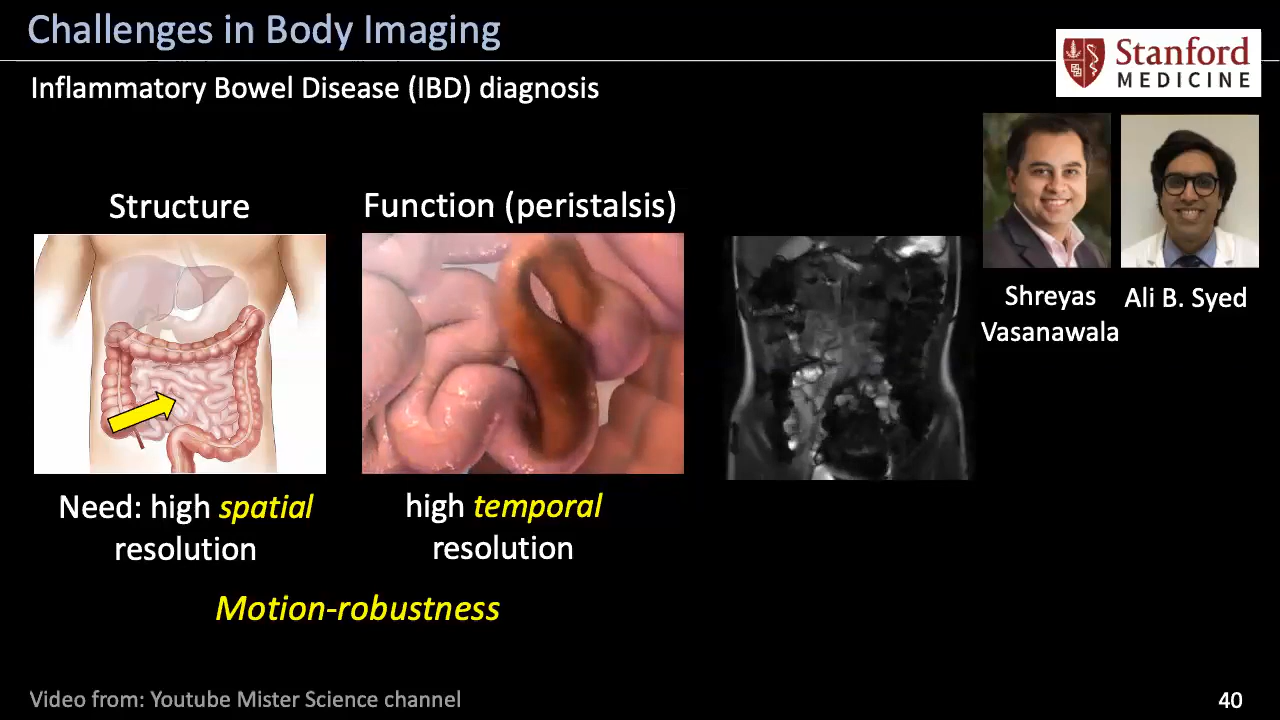 Challenges in Body Imaging
Stanford
MEDICINE
Inflammatory Bowel Disease (IBD) diagnosis
Structure
Function (peristalsis)
Shreyas
Vasanawala
Ali B. Syed
Need: high spatial
resolution
high temporal
resolution
Motion-robustness
Video from: Youtube Mister Science channel
40